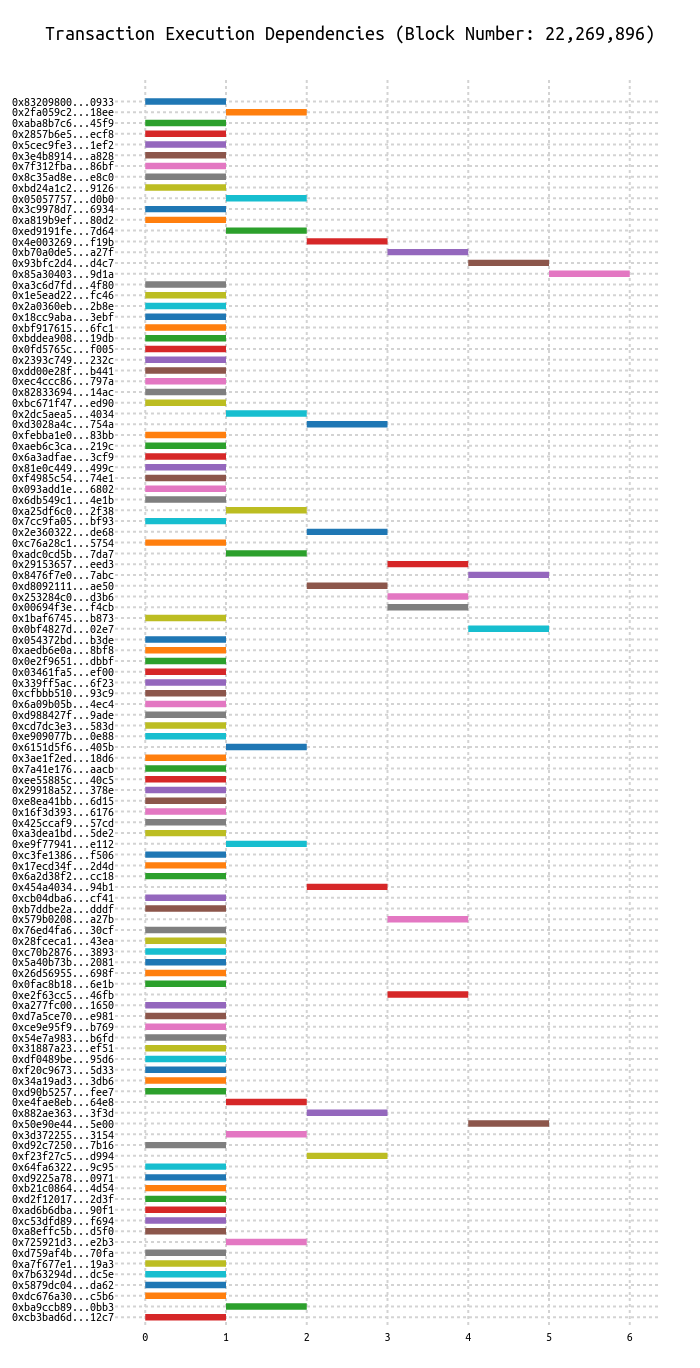 Transaction Execution Dependencies (Block Number: 22,269,896)
0x83209800...0933
0x2fa059c2...18ee
0xaba8b7c6...45f9
0x2857b6e5...ecf8
0x5cec9fe3...1ef2
0x3e4b8914...a828
0x7f312fba...86bf
0x8c35ad8e...e8c0
0xbd24a1c2...9126
0x05057757...d0b0
0x3c9978d7...6934
0xa819b9ef...80d2
0xed9191fe...7d64
0x4e003269...f19b
0xb70a0de5...a27f
0x93bfc2d4...d4c7
0x85a30403...9d1a
0xa3c6d7fd...4f80
0x1e5ead22...fc46
0x2a0360eb...2b8e
0x18cc9aba...3ebf
0xbf917615...6fc1
0xbddea908...19db
0x0fd5765c...f005
0x2393c749...232c
0xdd00e28f...b441
0xec4ccc86...797a
0x82833694...14ac
0xbc671f47...ed90
0x2dc5aea5...4034
0xd3028a4c...754a
0xfebba1e0...83bb
0xaeb6c3ca...219c
0x6a3adfae...3cf9
0x81e0c449...499c
0xf4985c54...74e1
0x093add1e...6802
0x6db549c1...4e1b
0xa25df6c0...2f38
0x7cc9fa05...bf93
0x2e360322...de68
0xc76a28c1...5754
0xadc0cd5b...7da7
0x29153657...eed3
0x8476f7e0...7abc
0xd8092111...ae50
0x253284c0...d3b6
0x00694f3e...f4cb
0x1baf6745...b873
0x0bf4827d...02e7
0x054372bd...b3de
0xaedb6e0a...8bf8
0x0e2f9651...dbbf
0x03461fa5...ef00
0x339ff5ac...6f23
0xcfbbb510...93c9
0x6a09b05b...4ec4
0xd988427f...9ade
0xcd7dc3e3...583d
0xe909077b...0e88
0x6151d5f6...405b
0x3ae1f2ed...18d6
0x7a41e176...aacb
0xee55885c...40c5
0x29918a52...378e
0xe8ea41bb...6d15
0x16f3d393...6176
0x425ccaf9...57cd
0xa3dea1bd...5de2
0xe9f77941...e112
0xc3fe1386...f506
0x17ecd34f...2d4d
0x6a2d38f2...cc18
0x454a4034...94b1
0xcb04dba6...cf41
0xb7ddbe2a...dddf
0x579b0208...a27b
0x76ed4fa6...30cf
0x28fceca1...43ea
0xc70b2876...3893
0x5a40b73b...2081
0x26d56955...698f
0x0fac8b18...6e1b
0xe2f63cc5...46fb
0xa277fc00...1650
0xd7a5ce70...e981
0xce9e95f9...b769
0x54e7a983...b6fd
0x31887a23...ef51
0xdf0489be...95d6
0xf20c9673...5d33
0x34a19ad3...3db6
0xd90b5257...fee7
0xe4fae8eb...64e8
0x882ae363...3f3d
0x50e90e44...5e00
0x3d372255...3154
0xd92c7250...7b16
0xf23f27c5...d994
0x64fa6322...9c95
0xd9225a78...0971
0xb21c0864...4d54
0xd2f12017...2d3f
0xad6b6dba...90f1
0xc53dfd89...f694
0xa8effc5b...d5f0
0x725921d3...e2b3
0xd759af4b...70fa
0xa7f677e1...19a3
0x7b63294d...dc5e
0x5879dc04...da62
0xdc676a30...c5b6
0xba9ccb89...0bb3
0xcb3bad6d...12c7
0 1 2 3 4 5 6